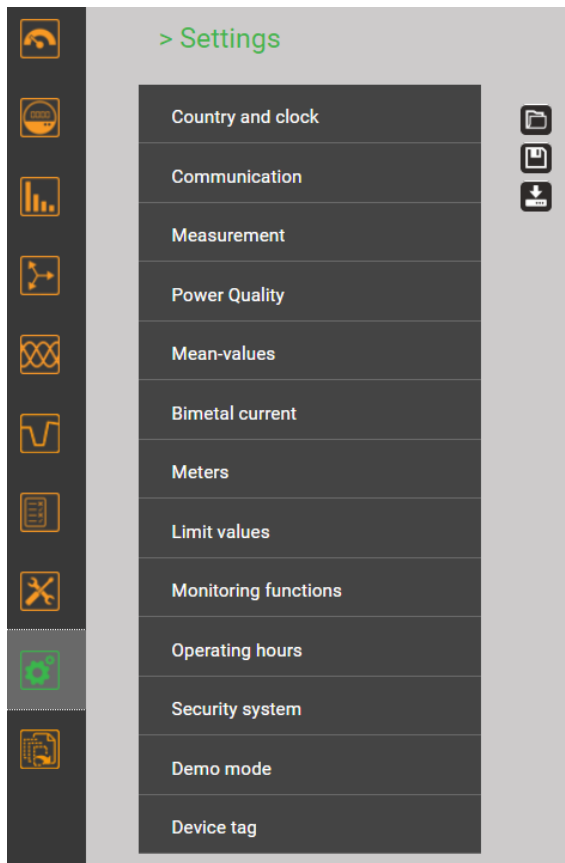 > Settings
Country and clock
Communication
Measurement
Power Quality
Mean-values
Bimetal current
Meters
Limit values
Monitoring functions
Operating hours
Security system
Demo mode
Device tag